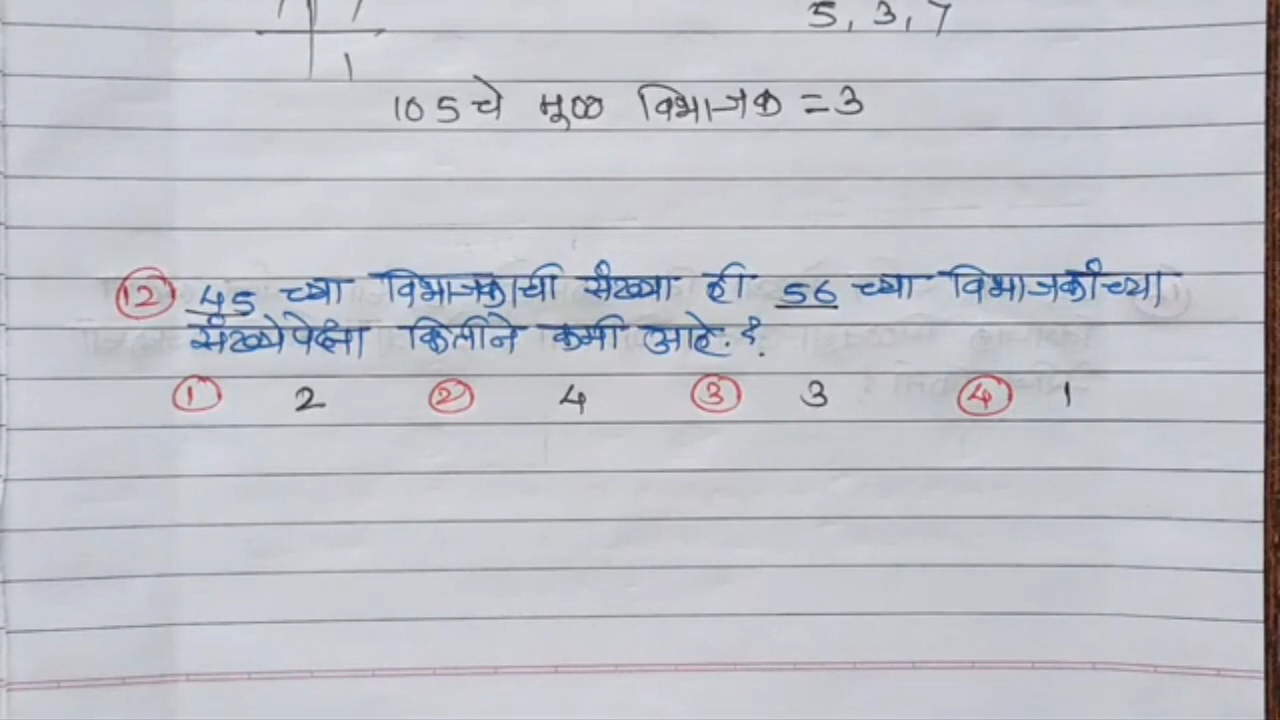 5, 3, 7
1
105 चे मूळ विभाजक = 3
12 45 च्या विभाजकाची संख्या ही 56 च्या विभाजकांच्या
संख्येपेक्षा कितीने कमी आहे.?
1 2 2 4 3 3 4 1